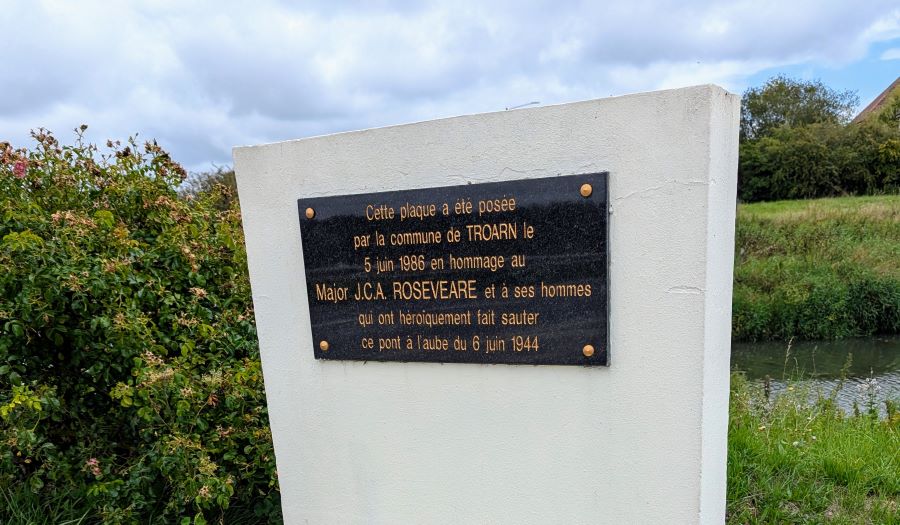 Cette plaque a été posée
par la commune de TROARN le
5 juin 1986 en hommage au
Major J.C.A. ROSEVEARE et à ses hommes
qui ont héroïquement fait sauter
ce pont à l'aube du 6 juin 1944